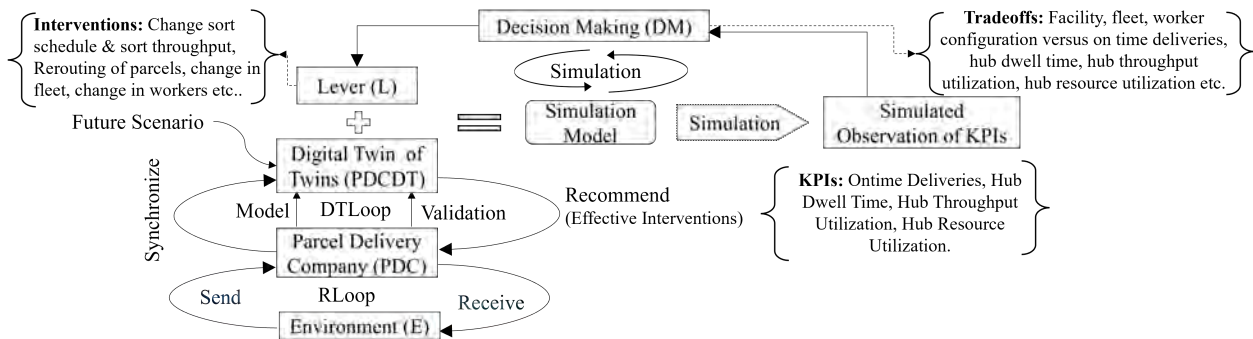 Interventions: Change sort
schedule & sort throughput,
Rerouting of parcels, change in
fleet, change in workers etc..
Decision Making (DM)
Tradeoffs: Facility, fleet, worker
configuration versus on time deliveries,
hub dwell time, hub throughput
utilization, hub resource utilization etc.
Simulation
Lever (L)
Future Scenario
Simulation
Model
Simulation
Simulated
Observation of KPIs
Digital Twin of
Twins (PDCDT)
Synchronize
Model
DTLoop
Validation
Recommend
(Effective Interventions)
KPIs: Ontime Deliveries, Hub
Dwell Time, Hub Throughput
Utilization, Hub Resource
Utilization.
Parcel Delivery
Company (PDC)
Send
RLoop
Receive
Environment (E)